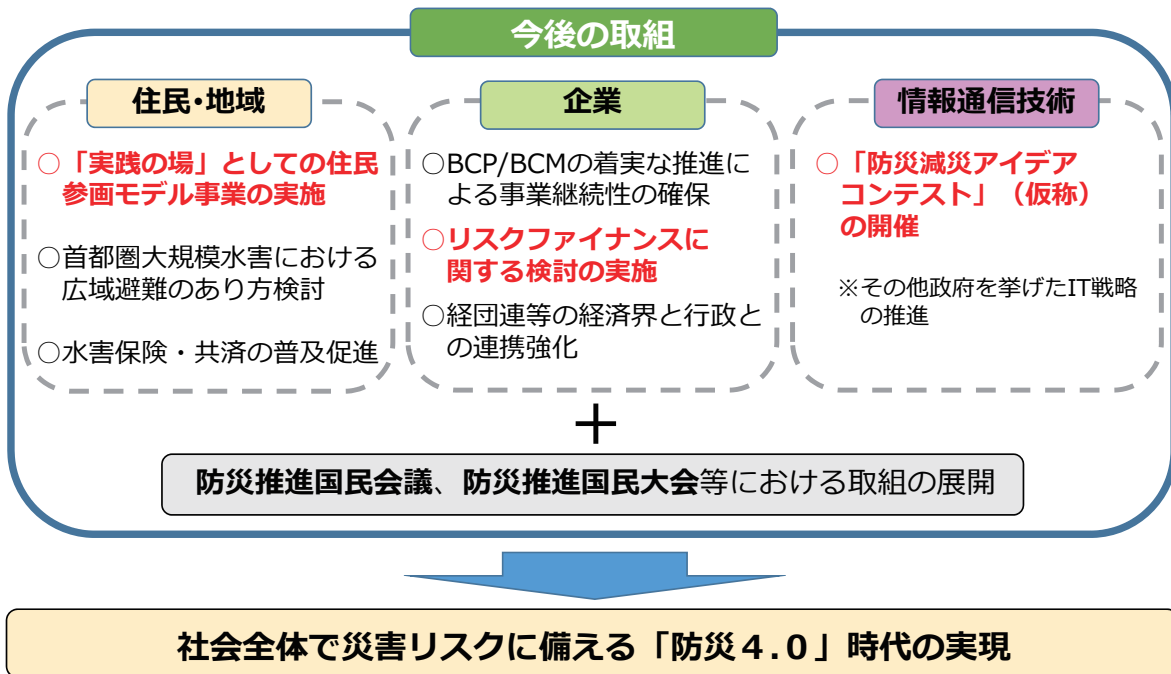 今後の取組
住民・地域
○「実践の場」としての住民
参画モデル事業の実施
○首都圏大規模水害における
広域避難のあり方検討
○水害保険・共済の普及促進
企業
○BCP/BCMの着実な推進に
よる事業継続性の確保
○リスクファイナンスに
関する検討の実施
○経団連等の経済界と行政と
の連携強化
情報通信技術
○「防災減災アイデア
コンテスト」（仮称）
の開催
※その他政府を挙げたIT戦略
の推進
＋
防災推進国民会議、防災推進国民大会等における取組の展開
社会全体で災害リスクに備える「防災４.０」時代の実現